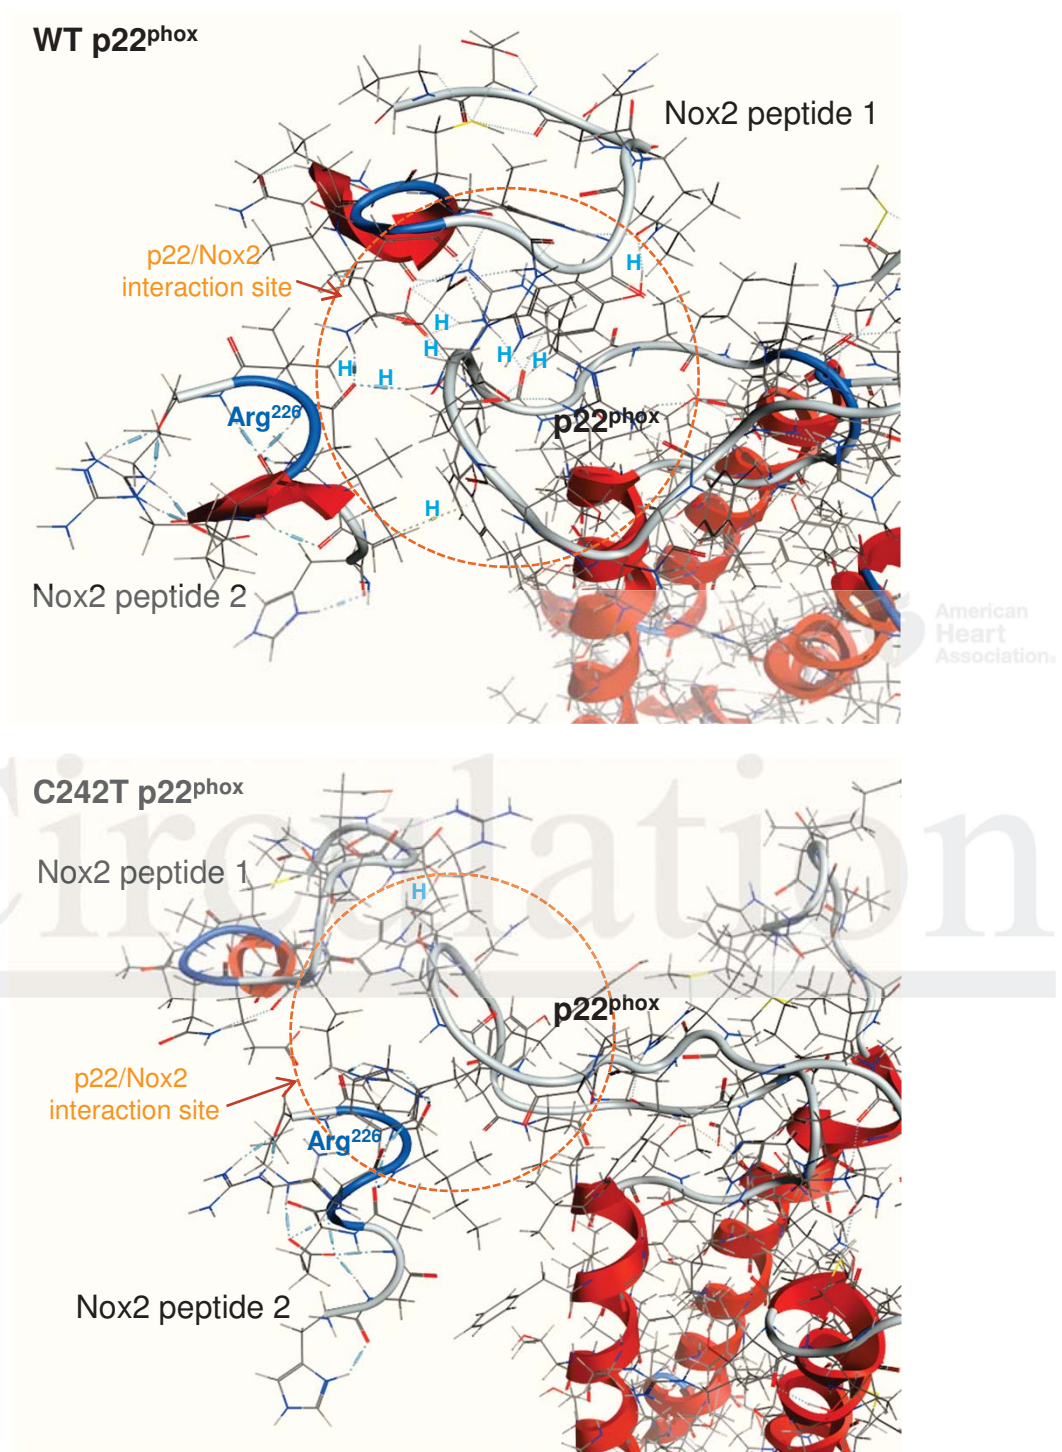 WT p22phox
Nox2 peptide 1
p22/Nox2
interaction site
H
H
H
H
H
H
H
Arg226
p22phox
H
Nox2 peptide 2
American
Heart
Association®
C242T p22phox
Circulation
Nox2 peptide 1
H
p22phox
p22/Nox2
interaction site
Arg226
Nox2 peptide 2